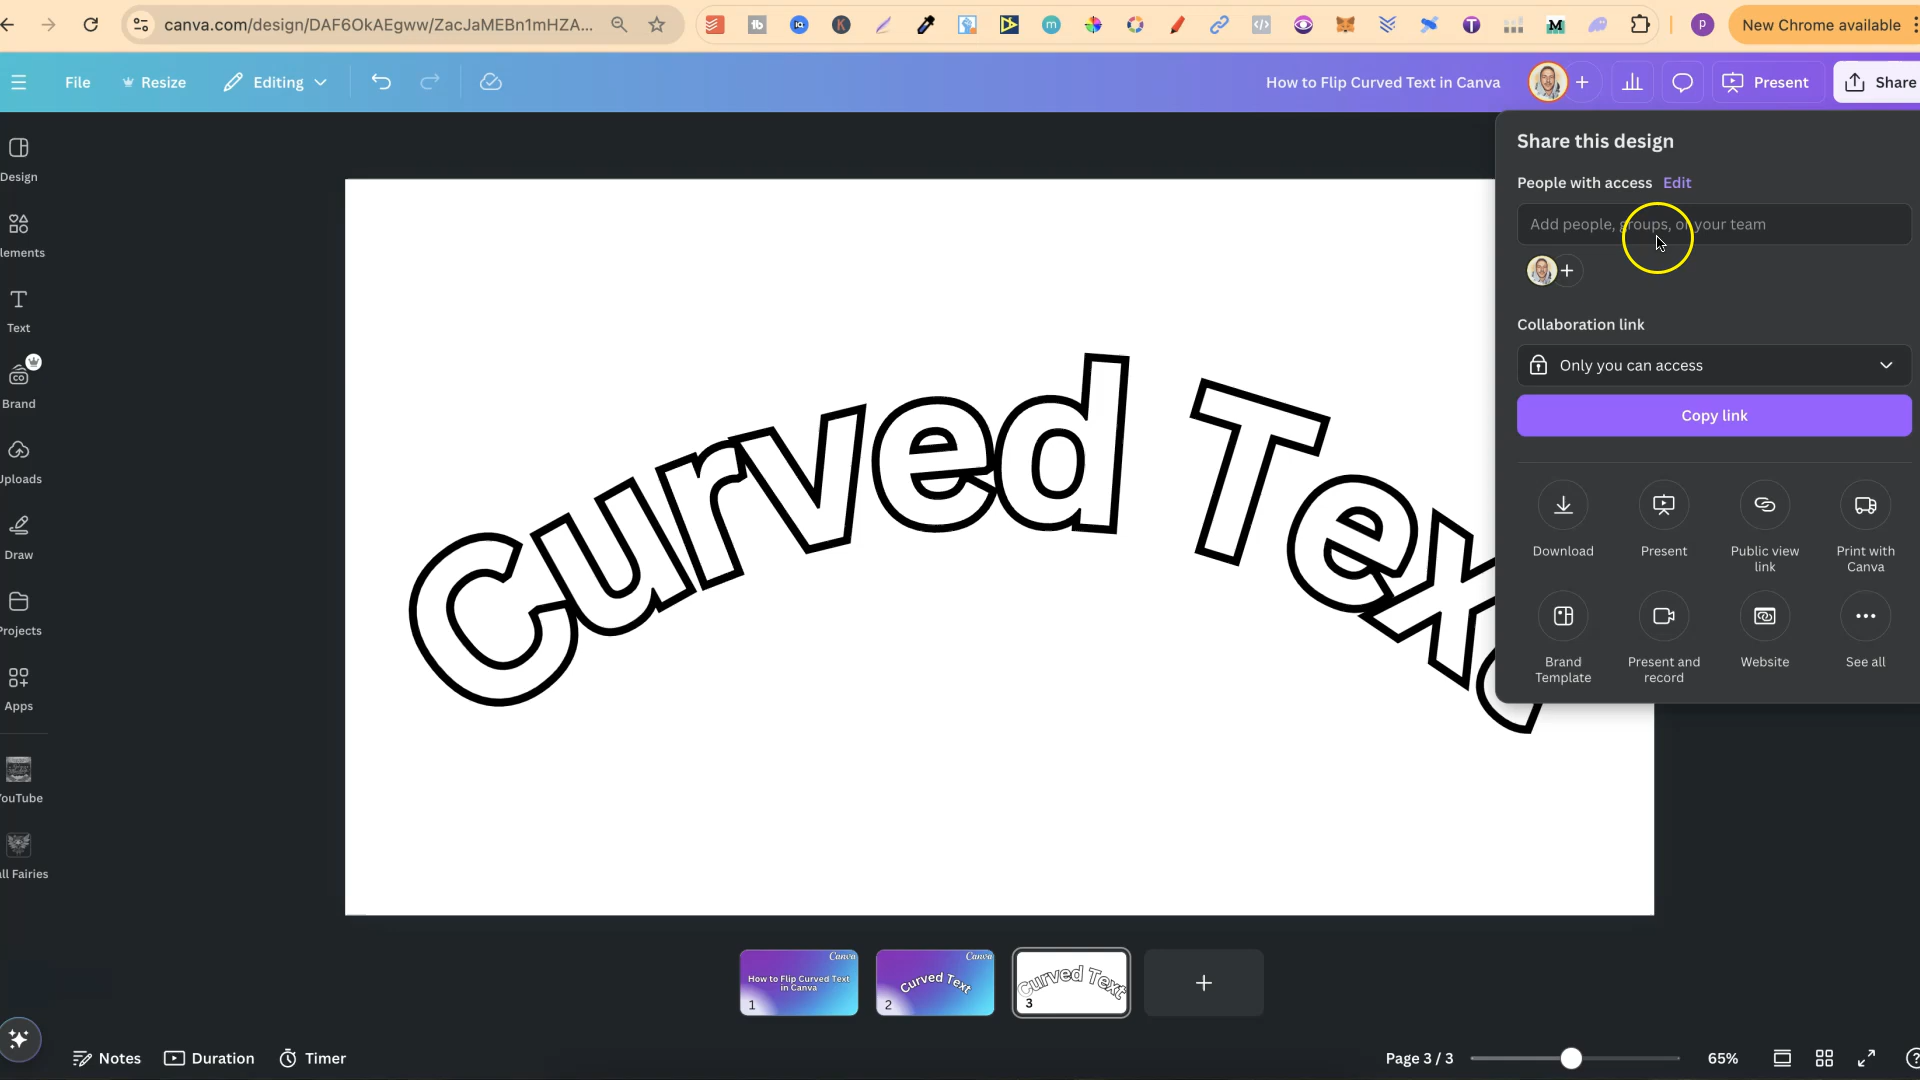 canva.com/design/DAF6OkAEgww/ZacJaMEBn1mHZA...
New Chrome available
File
Resize
Editing
How to Flip Curved Text in Canva
Present
Share
Design
lements
Text
Brand
Uploads
Draw
Projects
Apps
YouTube
all Fairies
Curved Text
Share this design
People with access Edit
Add people, groups, or your team
Collaboration link
Only you can access
Copy link
Download
Present
Public view
link
Print with
Canva
Brand
Template
Present and
record
Website
See all
Canva
How to Flip Curved Text
in Canva
1
Canva
Curved Text
2
Curved Text
3
Notes
Duration
Timer
Page 3 / 3
65%